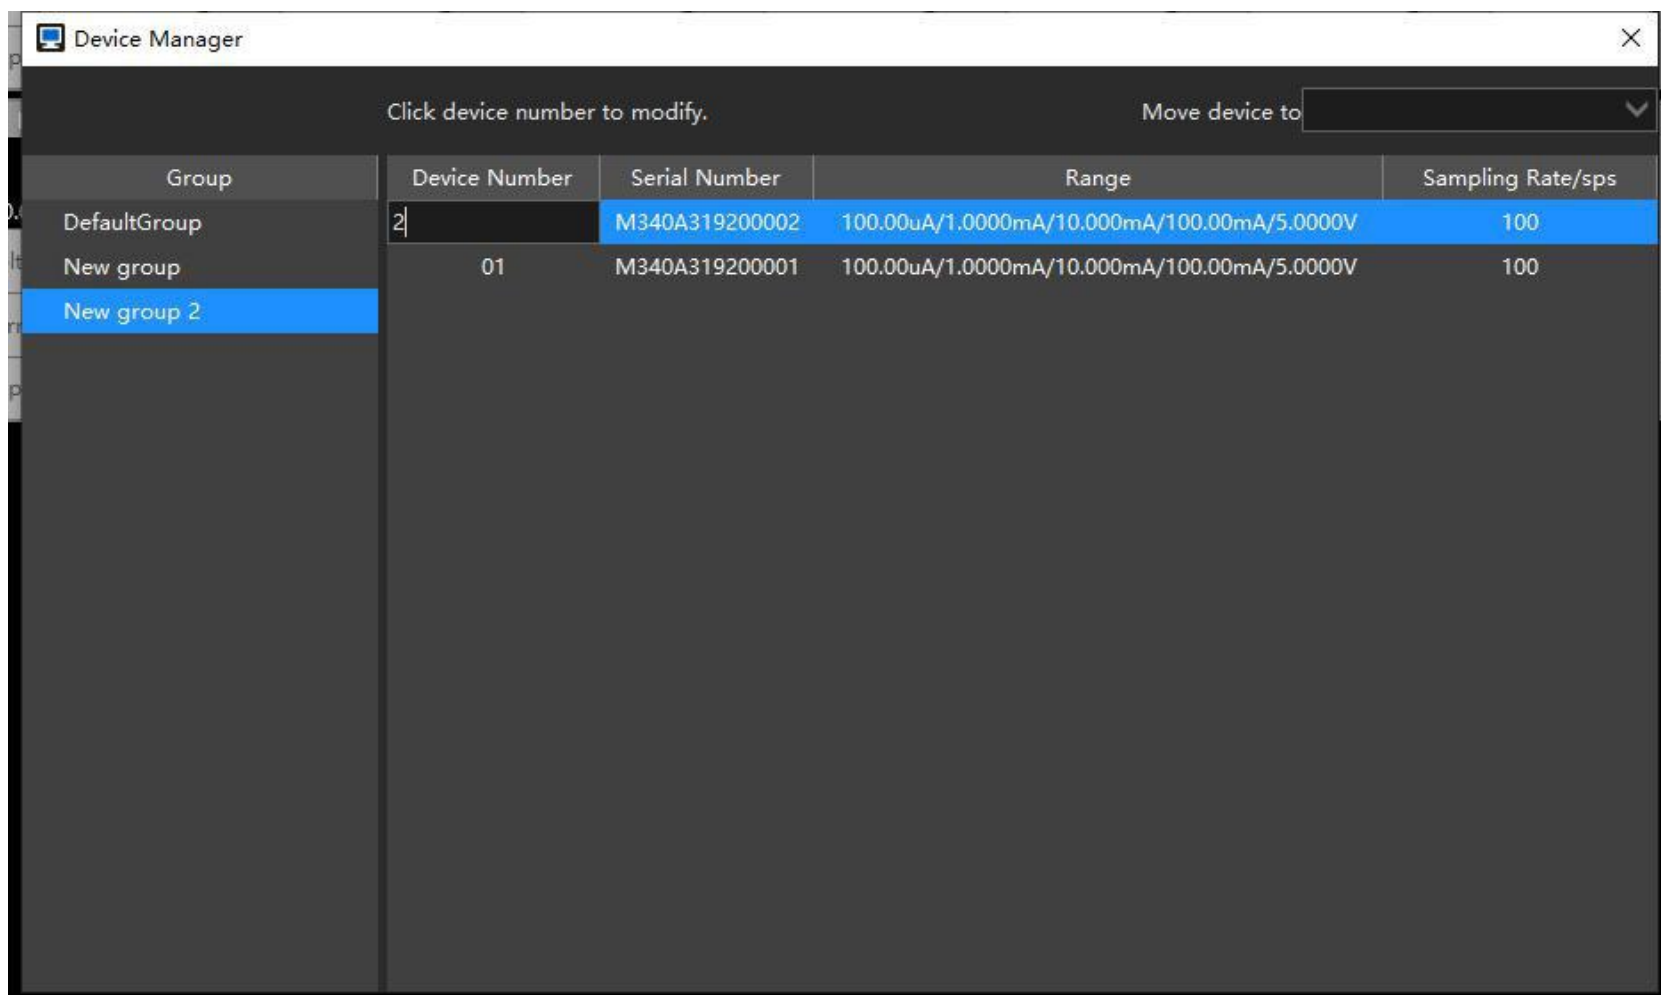 Device Manager
Click device number to modify.
Move device to
Group
Device Number
Serial Number
Range
Sampling Rate/sps
DefaultGroup
2
M340A319200002
100.00uA/1.0000mA/10.000mA/100.00mA/5.0000V
100
New group
01
M340A319200001
100.00uA/1.0000mA/10.000mA/100.00mA/5.0000V
100
New group 2